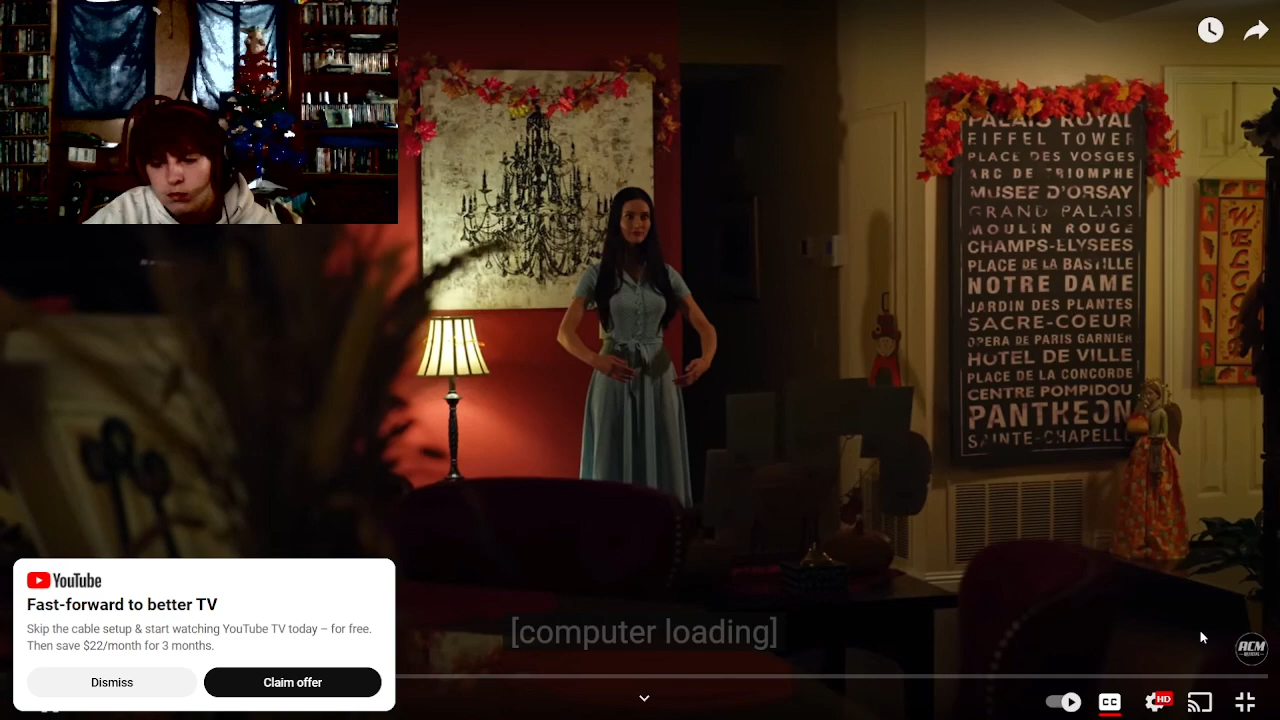 PALAIS ROYAL
EIFFEL TOWER
PLACE DES VOSGES
ARC DE TRIOMPHE
MUSEE D'ORSAY
GRAND PALAIS
MOULIN ROUGE
CHAMPS-ELYSEES
PLACE DE LA BASTILLE
NOTRE DAME
JARDIN DES PLANTES
SACRE-COEUR
OPERA DE PARIS GARNIER
HOTEL DE VILLE
PLACE DE LA CONCORDE
CENTRE POMPIDOU
PANTHEON
SAINTE-CHAPELLE
YouTube
Fast-forward to better TV
Skip the cable setup & start watching YouTube TV today – for free.
Then save $22/month for 3 months.
Dismiss
Claim offer
[computer loading]
ACM
CC
HD